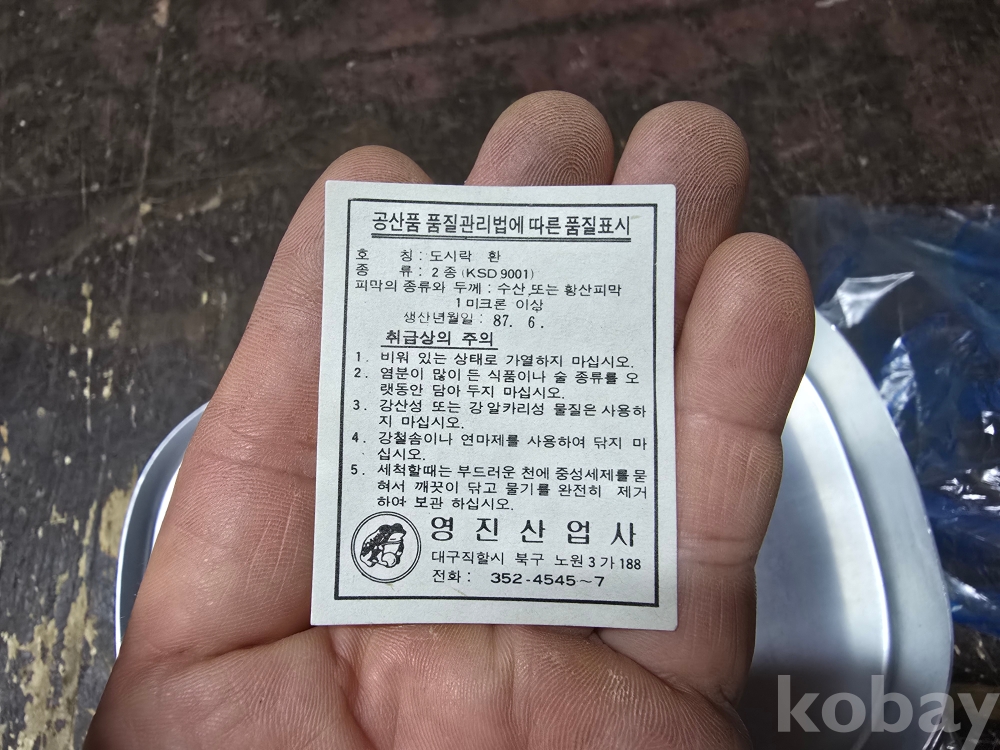 공산품 품질관리법에 따른 품질표시
호 칭 : 도시락 환
종 류 : 2 종 (KSD 9001)
피막의 종류와 두께 : 수산 또는 황산피막
1 미크론 이상
생산년월일 : 87. 6.
취급상의 주의
1. 비워 있는 상태로 가열하지 마십시오.
2. 염분이 많이 든 식품이나 술 종류를 오
랫동안 담아 두지 마십시오.
3. 강산성 또는 강 알카리성 물질은 사용하
지 마십시오.
4. 강철솜이나 연마제를 사용하여 닦지 마
십시오.
5. 세척할때는 부드러운 천에 중성세제를 묻
혀서 깨끗이 닦고 물기를 완전히 제거
하여 보관 하십시오.
영진산업사
대구직할시 북구 노원 3 가 188
전화 : 352-4545~7
kobay